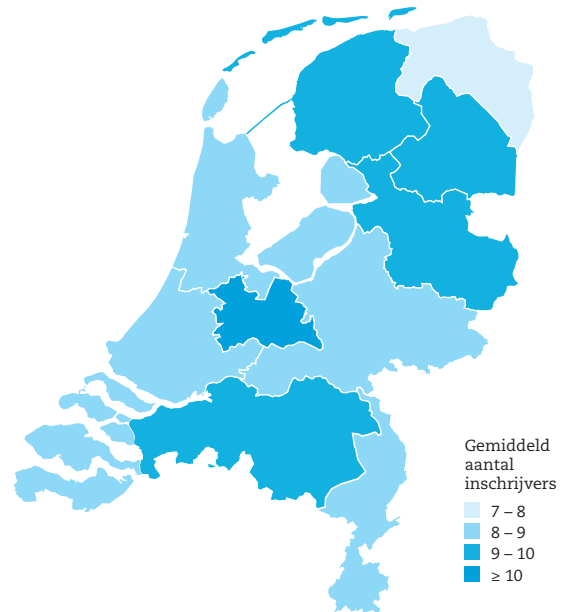 Gemiddeld
aantal
inschrijvers
7 – 8
8 – 9
9 – 10
≥ 10